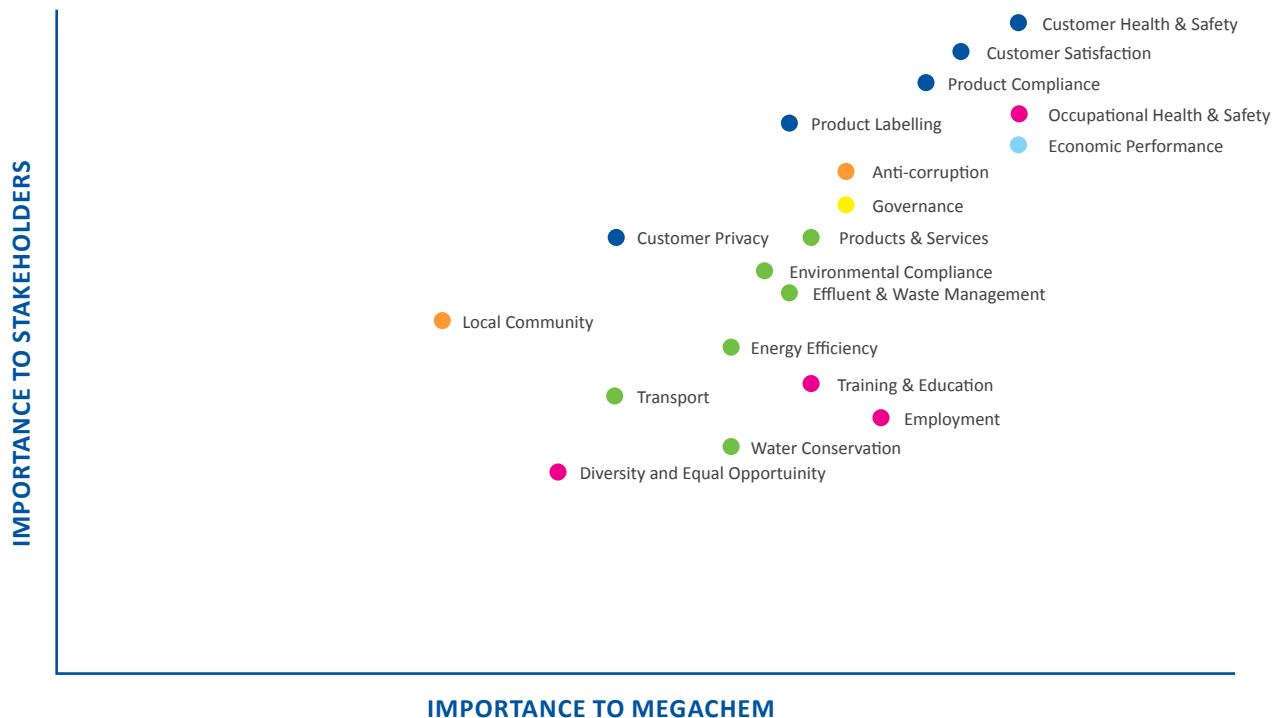 Customer Health & Safety
Customer Satisfaction
Product Compliance
Occupational Health & Safety
Product Labelling
Economic Performance
Anti-corruption
Governance
Customer Privacy
Products & Services
Environmental Compliance
Effluent & Waste Management
Local Community
Energy Efficiency
Training & Education
Transport
Employment
Water Conservation
Diversity and Equal Opportuinity
IMPORTANCE TO STAKEHOLDERS
IMPORTANCE TO MEGACHEM